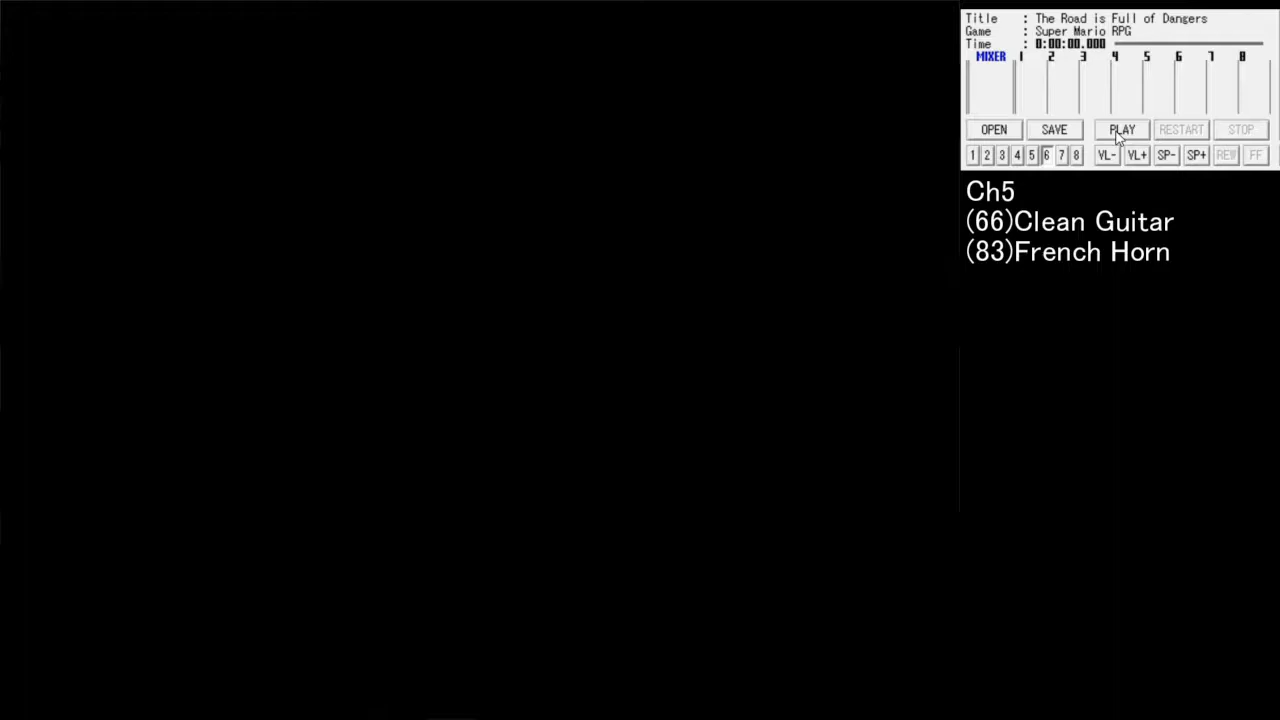 Title : The Road is Full of Dangers
Game : Super Mario RPG
Time : 0:00:00.000
MIXER 1 2 3 4 5 6 7 8
OPEN SAVE PLAY RESTART STOP
1 2 3 4 5 6 7 8 VL- VL+ SP- SP+ REW FF
Ch5
(66)Clean Guitar
(83)French Horn